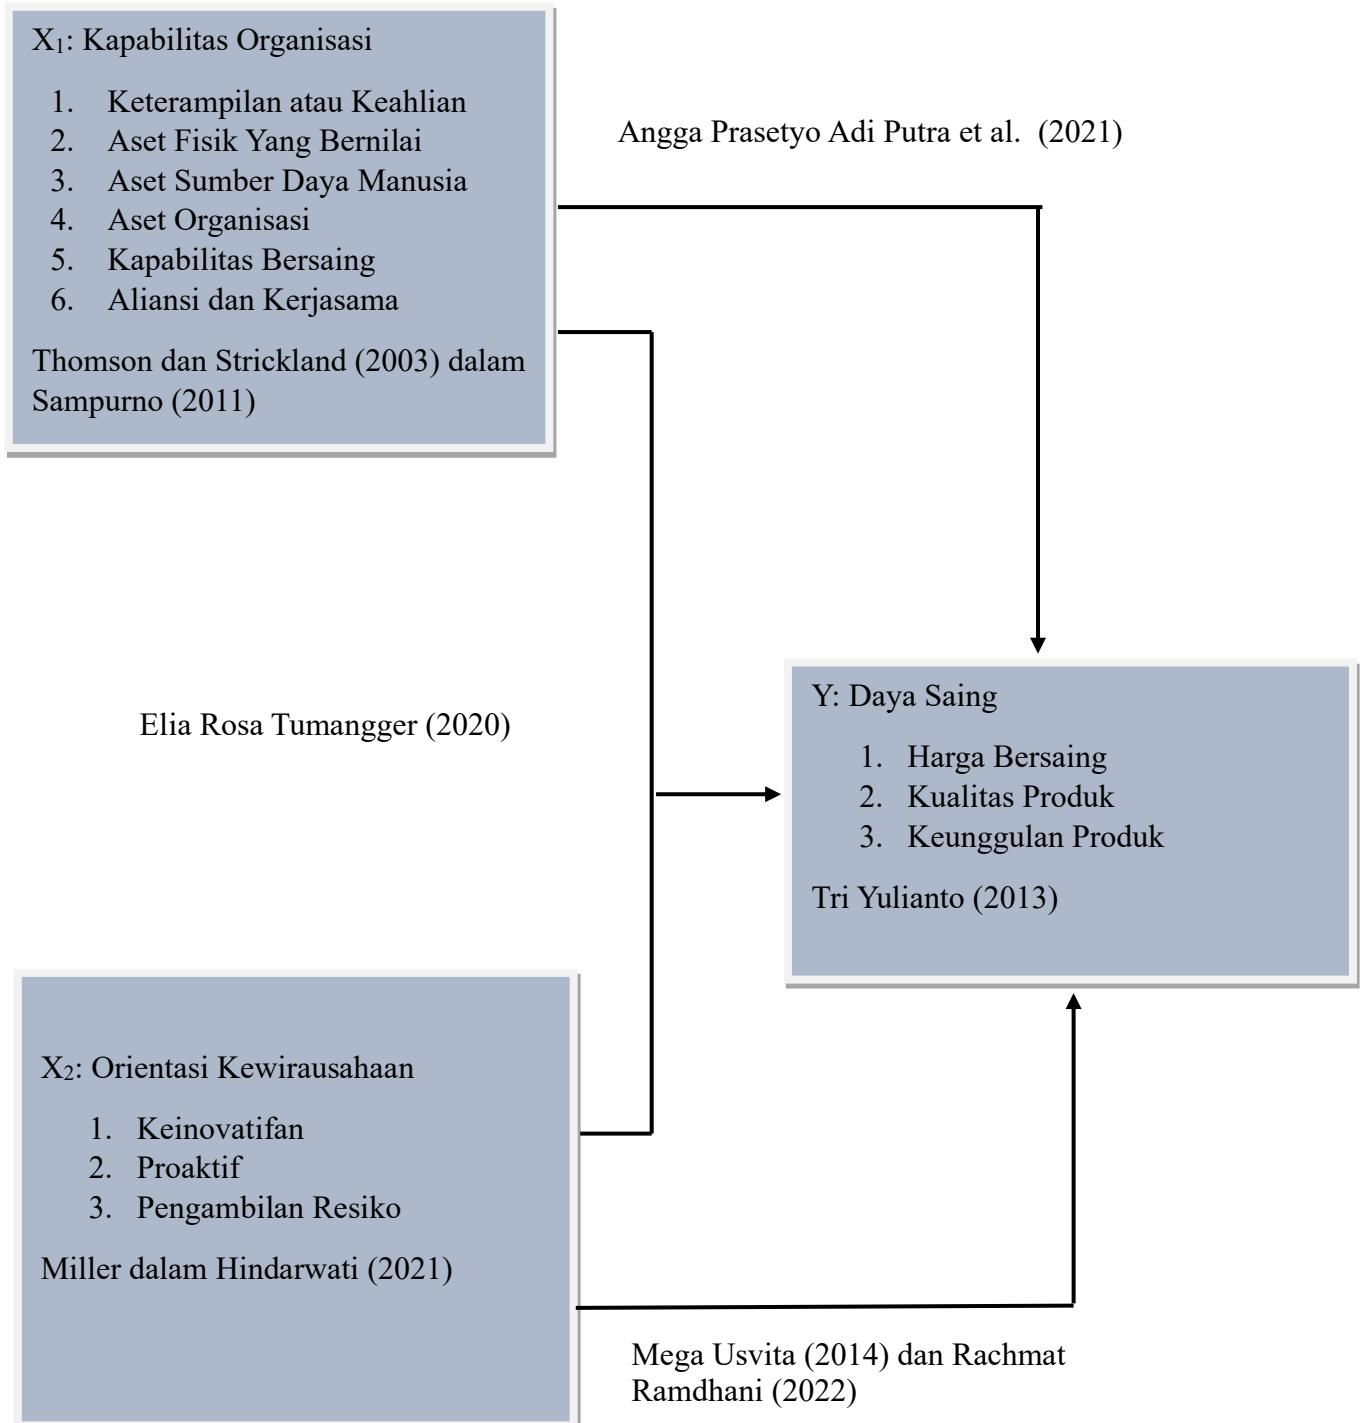 X₁: Kapabilitas Organisasi
1. Keterampilan atau Keahlian
2. Aset Fisik Yang Bernilai
3. Aset Sumber Daya Manusia
4. Aset Organisasi
5. Kapabilitas Bersaing
6. Aliansi dan Kerjasama
Thomson dan Strickland (2003) dalam
Sampurno (2011)
Angga Prasetyo Adi Putra et al. (2021)
Elia Rosa Tumangger (2020)
Y: Daya Saing
1. Harga Bersaing
2. Kualitas Produk
3. Keunggulan Produk
Tri Yulianto (2013)
X₂: Orientasi Kewirausahaan
1. Keinovatifan
2. Proaktif
3. Pengambilan Resiko
Miller dalam Hindarwati (2021)
Mega Usvita (2014) dan Rachmat
Ramdhani (2022)